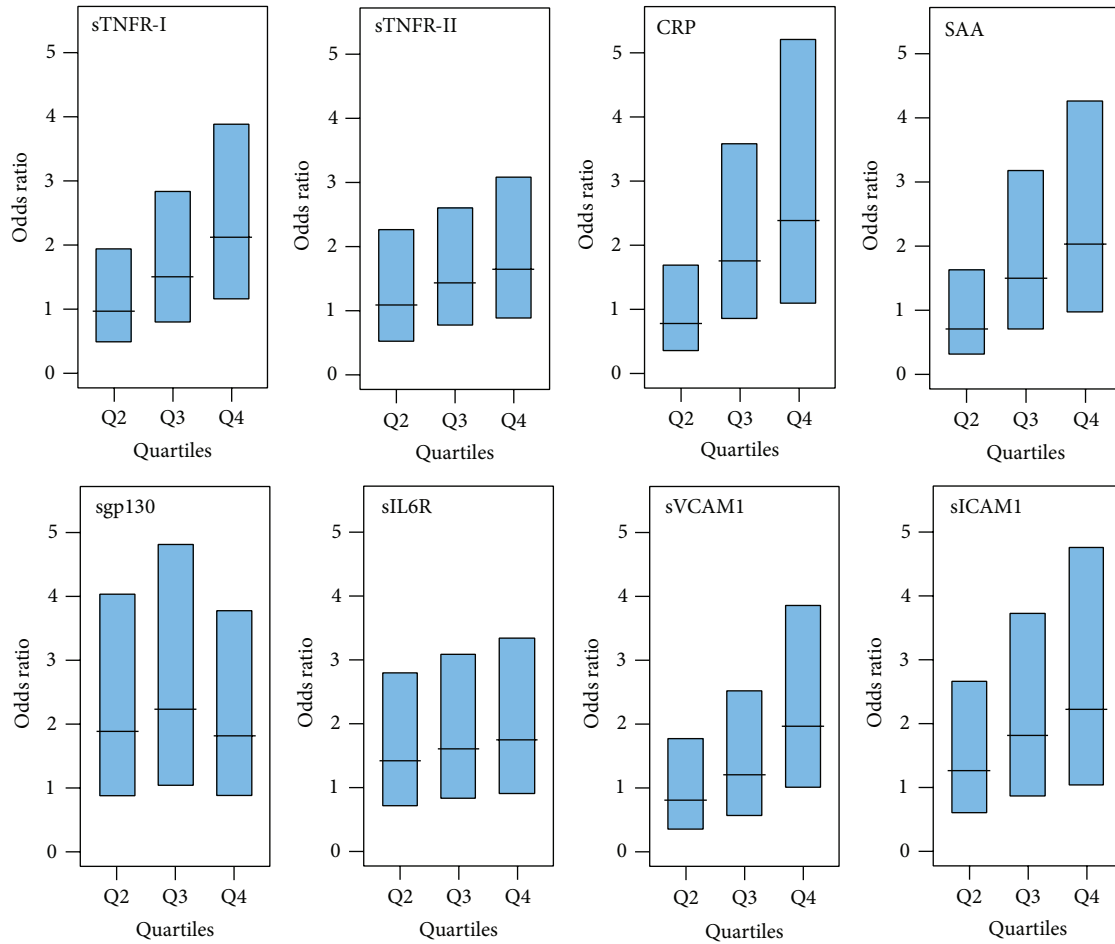 sTNFR-I
Odds ratio
5
4
3
2
1
0
Q2 Q3 Q4
Quartiles
sTNFR-II
Odds ratio
5
4
3
2
1
0
Q2 Q3 Q4
Quartiles
CRP
Odds ratio
5
4
3
2
1
0
Q2 Q3 Q4
Quartiles
SAA
Odds ratio
5
4
3
2
1
0
Q2 Q3 Q4
Quartiles
sgp130
Odds ratio
5
4
3
2
1
0
Q2 Q3 Q4
Quartiles
sIL6R
Odds ratio
5
4
3
2
1
0
Q2 Q3 Q4
Quartiles
sVCAM1
Odds ratio
5
4
3
2
1
0
Q2 Q3 Q4
Quartiles
sICAM1
Odds ratio
5
4
3
2
1
0
Q2 Q3 Q4
Quartiles